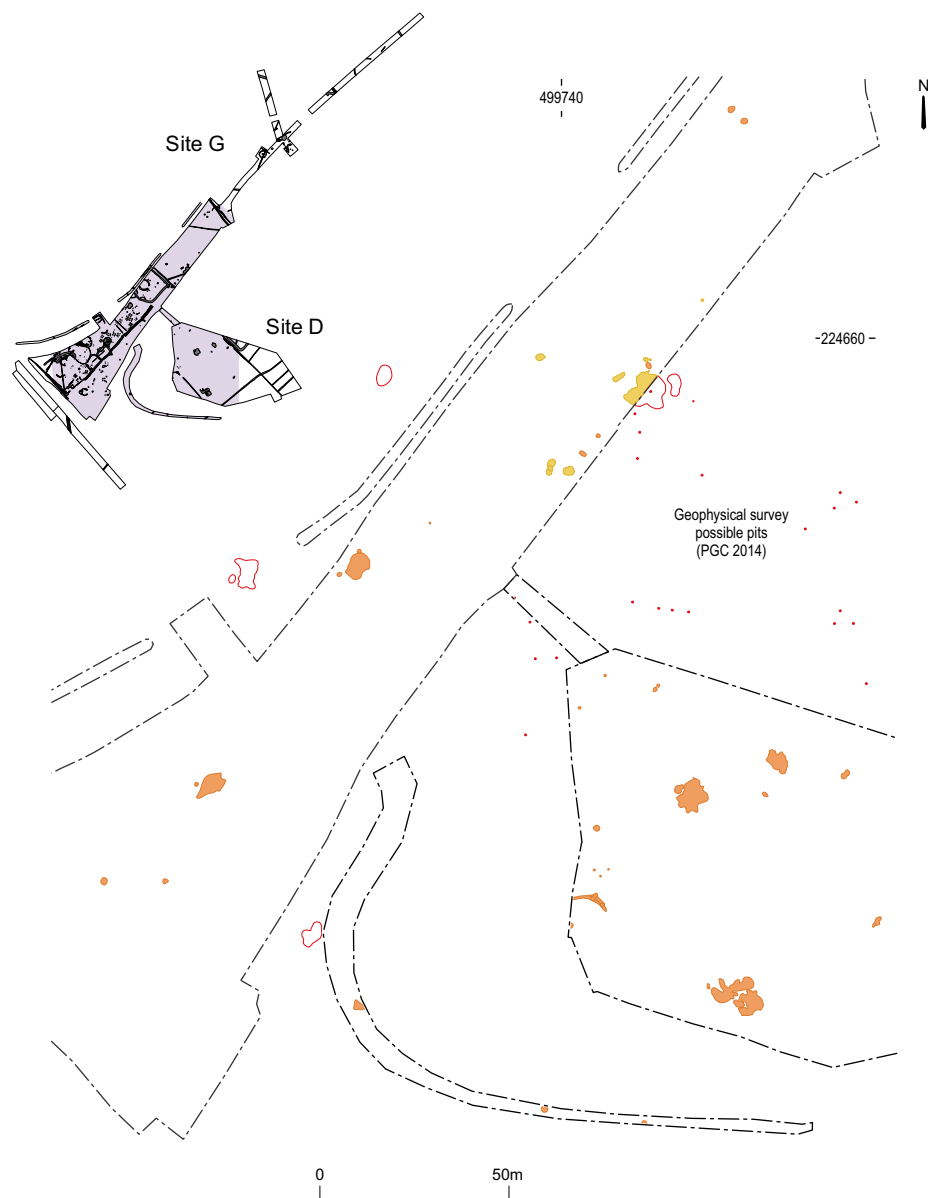 N
499740
Site G
Site D
-224660 –
Geophysical survey
possible pits
(PGC 2014)
0 50m